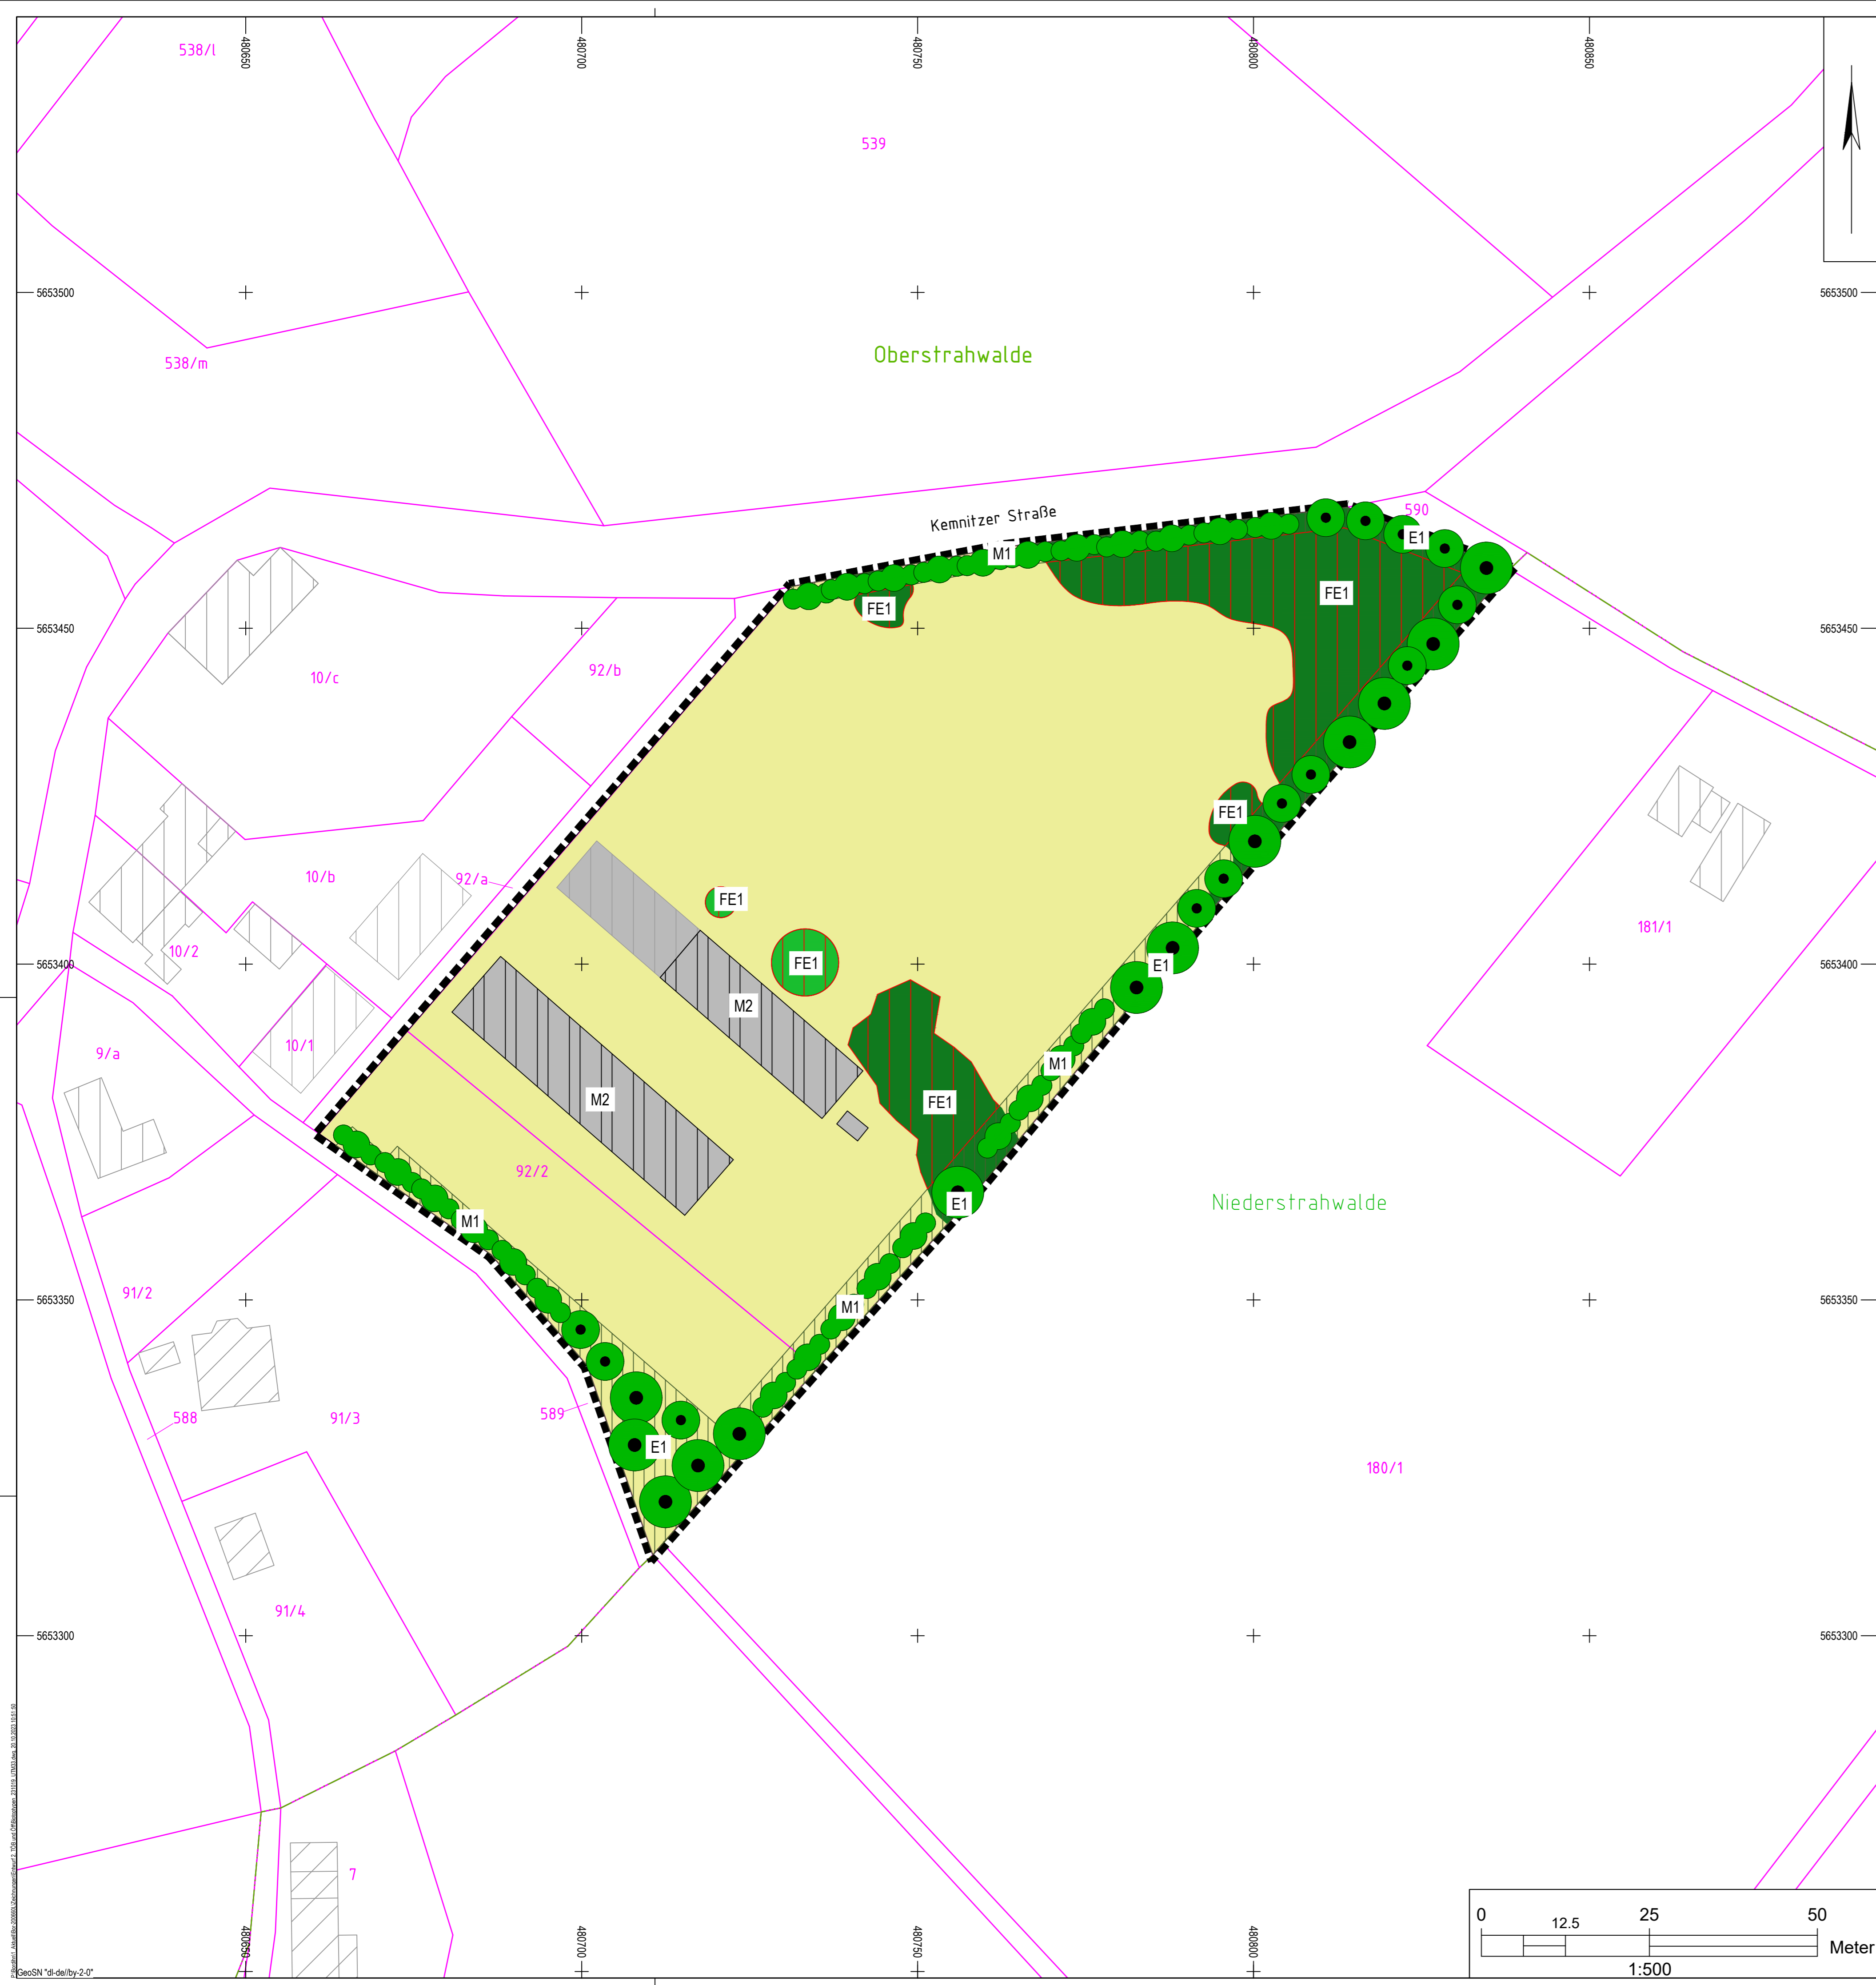 480650
480700
480750
480800
480850
538/l
539
5653500
5653500
Oberstrahwalde
538/m
Kemnitzer Straße
590
E1
M1
FE1
FE1
5653450
5653450
92/b
10/c
FE1
10/b
92/a
FE1
181/1
10/2
5653400
FE1
E1
5653400
M2
10/1
9/a
M1
M2
FE1
92/2
E1
Niederstrahwalde
M1
91/2
5653350
M1
5653350
589
588
91/3
E1
180/1
91/4
5653300
5653300
7
480650
480700
480750
480800
0
12.5
25
50
Meter
1:500
GeoSN "dl-de//by-2-0"